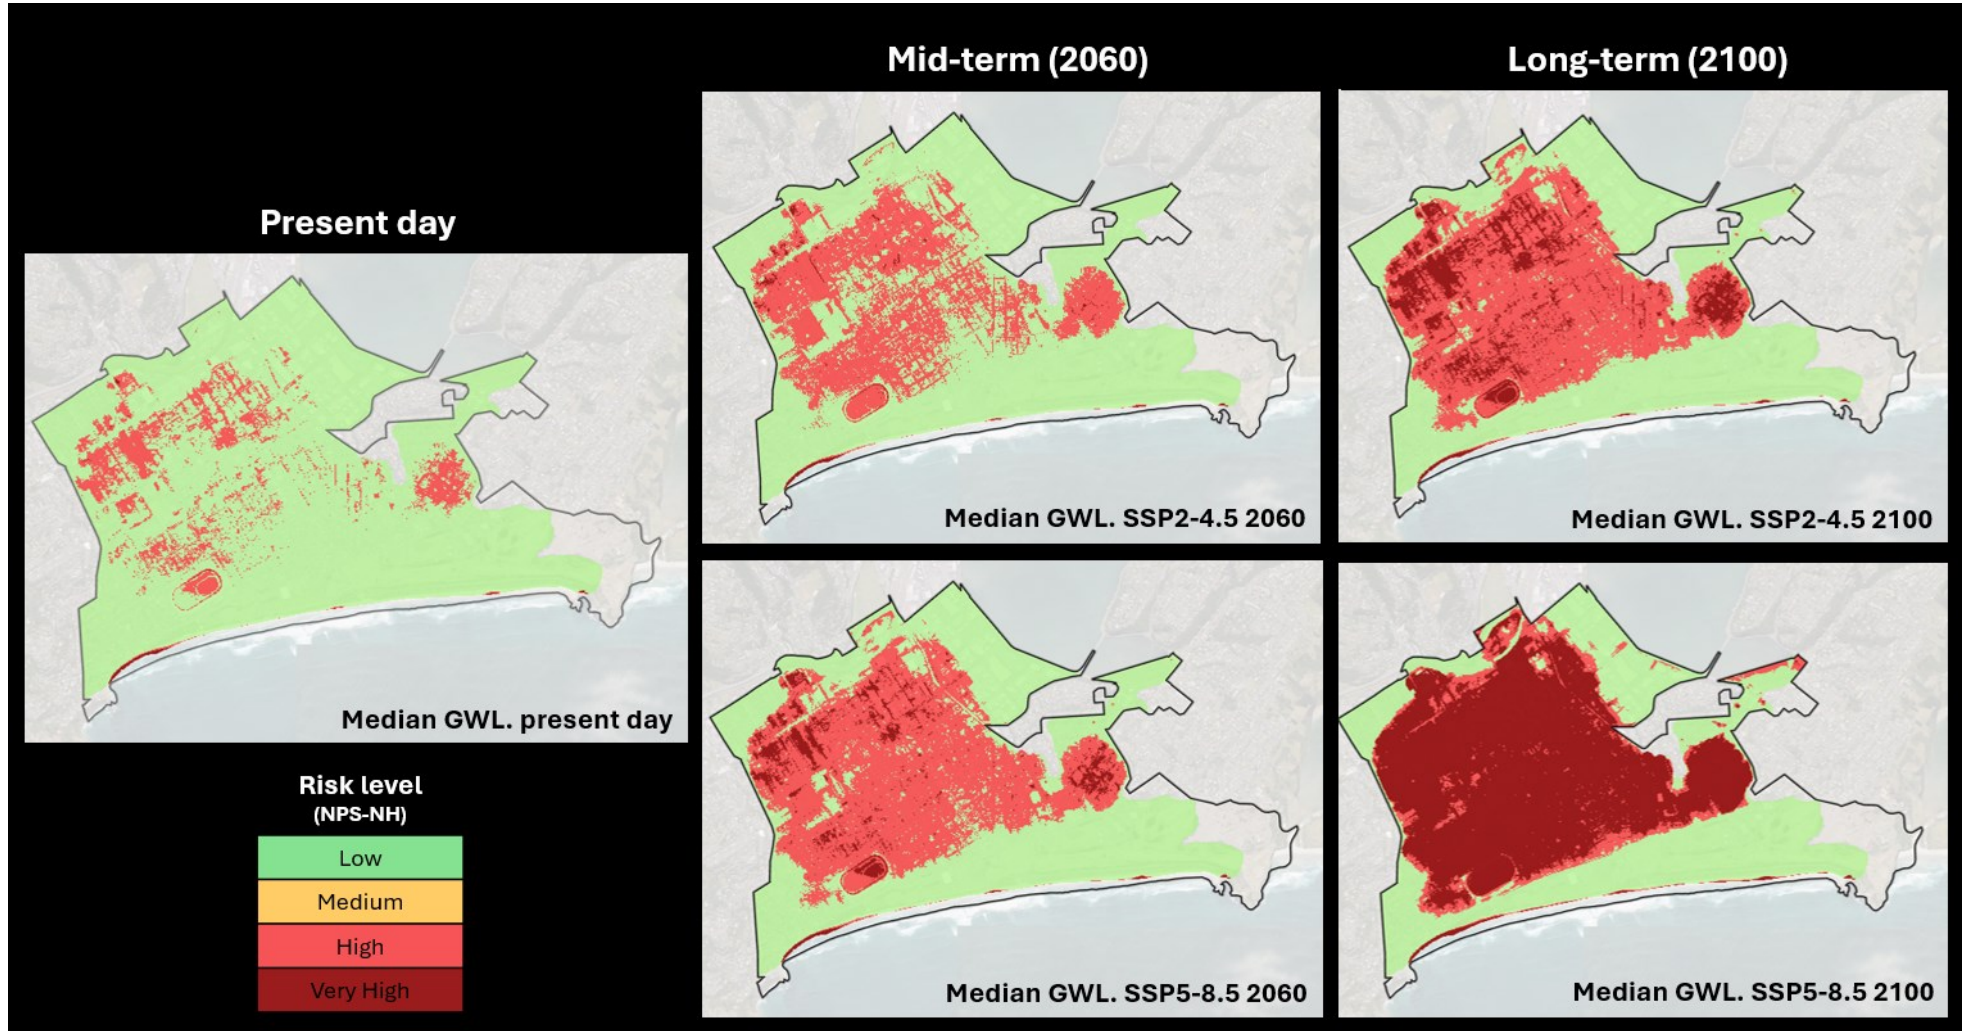 Mid-term (2060)
Long-term (2100)
Present day
Median GWL. SSP2-4.5 2060
Median GWL. SSP2-4.5 2100
Median GWL. present day
Risk level
(NPS-NH)
Low
Medium
High
Very High
Median GWL. SSP5-8.5 2060
Median GWL. SSP5-8.5 2100